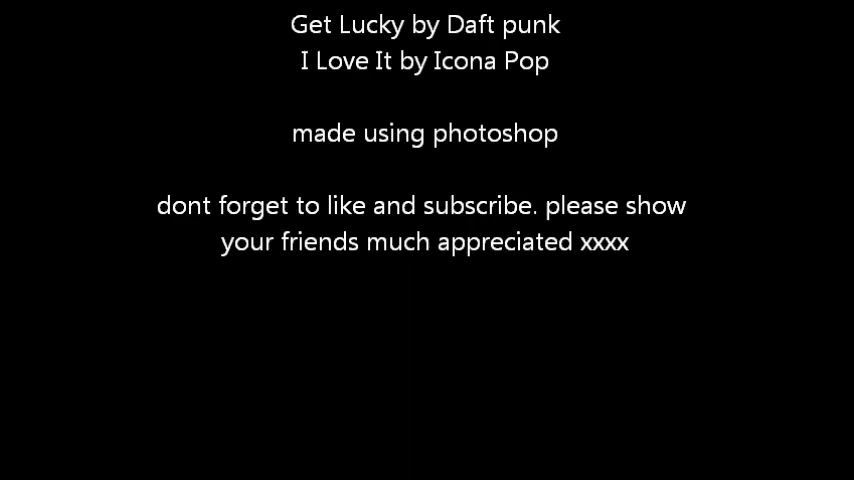 Get Lucky by Daft punk
I Love It by Icona Pop
made using photoshop
dont forget to like and subscribe. please show
your friends much appreciated xxxx